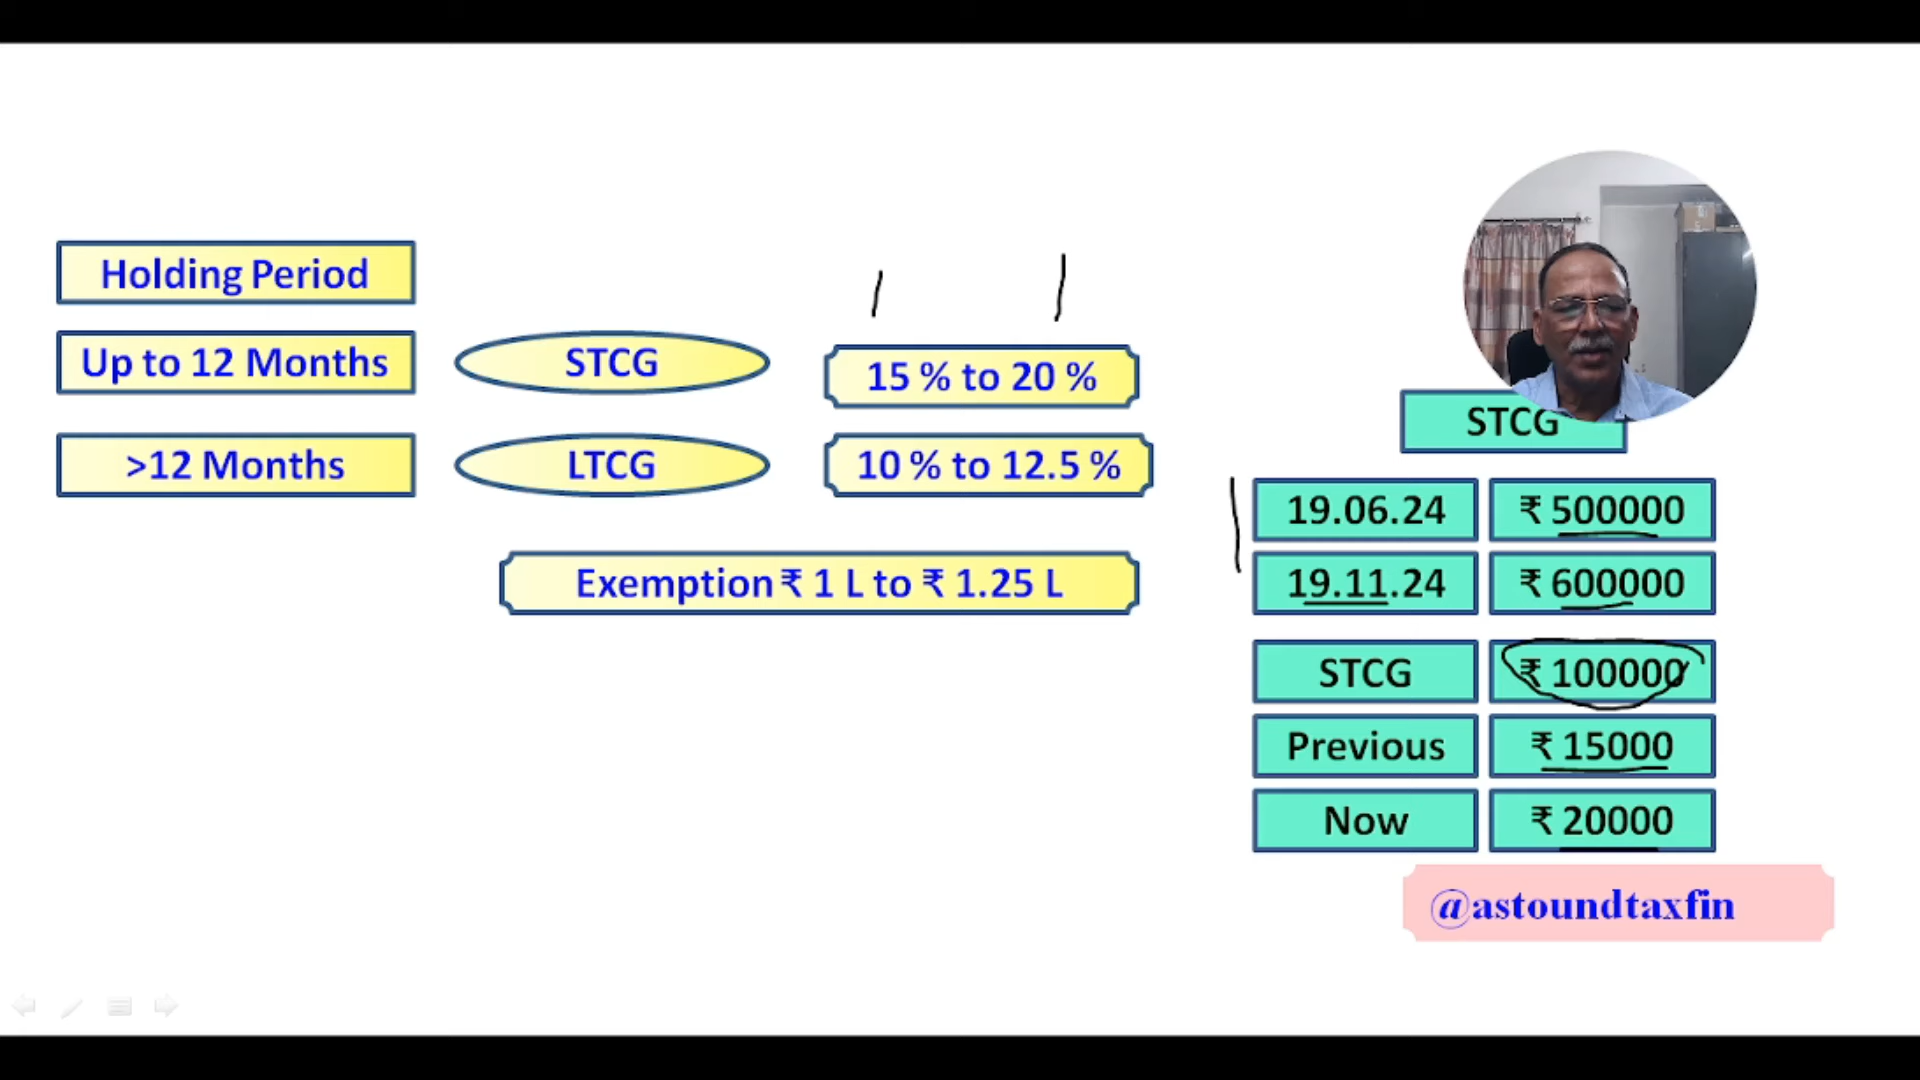 Holding Period
Up to 12 Months
STCG
15 % to 20 %
>12 Months
LTCG
10 % to 12.5 %
Exemption ₹ 1 L to ₹ 1.25 L
STCG
19.06.24 ₹ 500000
19.11.24 ₹ 600000
STCG ₹ 100000
Previous ₹ 15000
Now ₹ 20000
@astoundtaxfin